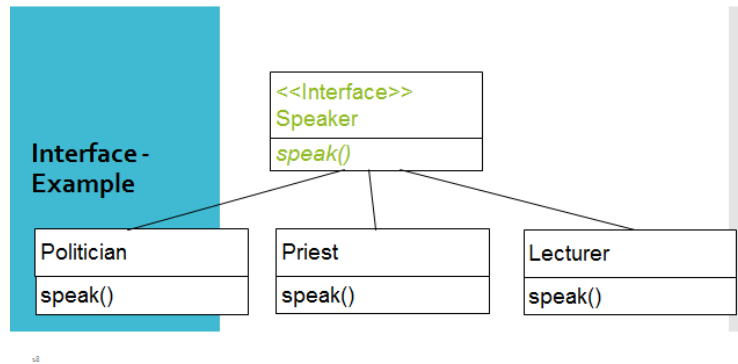 Interface -
Example
<<Interface>>
Speaker
speak()
Politician
speak()
Priest
speak()
Lecturer
speak()